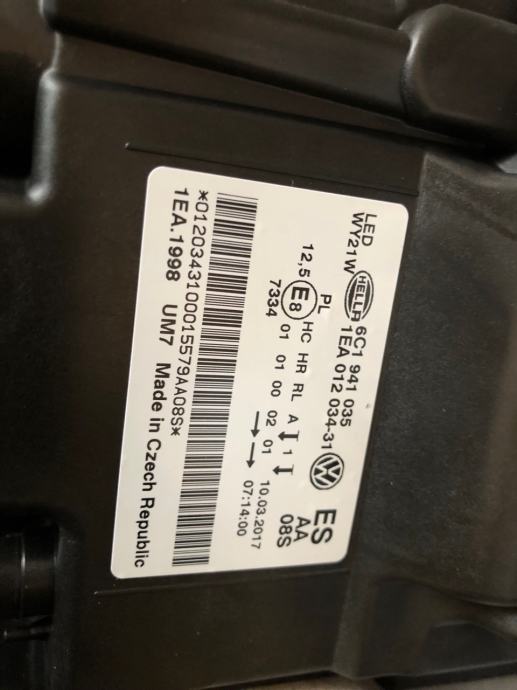 LED
WY21W
HELLA
6C1 941 035
1EA 012 034-31
ES
AA
08S
PL HC HR RL A 1
12,5 E8 01 01 00 02 01
7334
10.03.2017
07:14:00
*0120343100015579AA08S*
1EA.1998 UM7 Made in Czech Republic